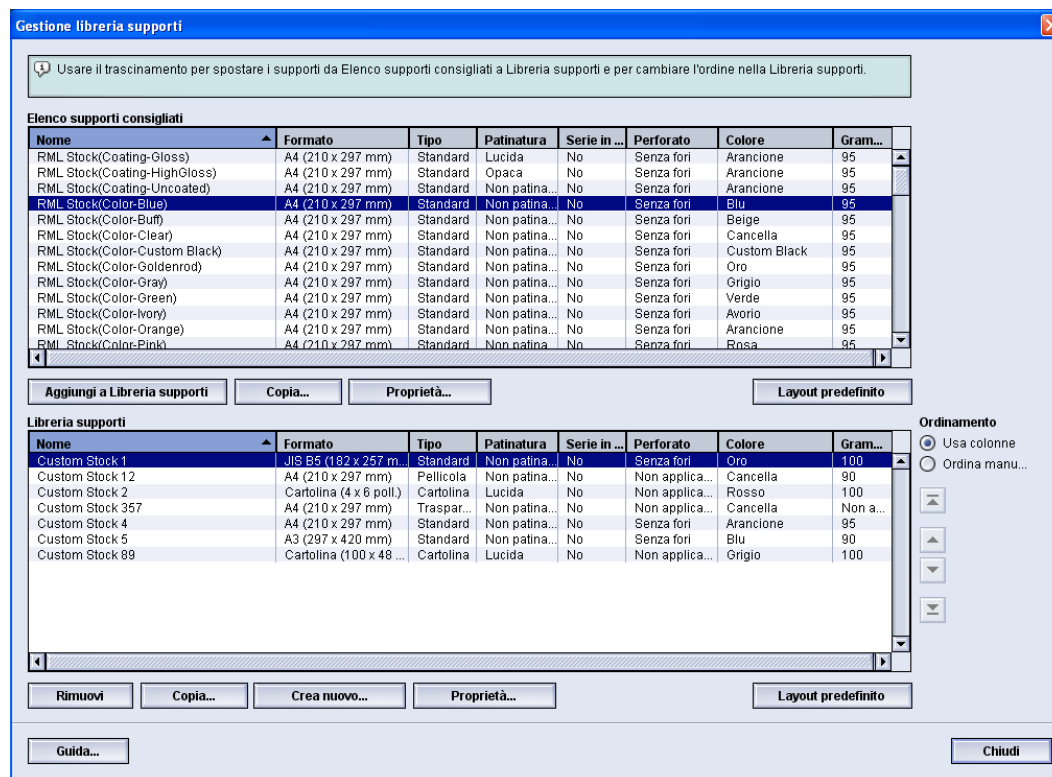 Gestione libreria supporti
Usare il trascinamento per spostare i supporti da Elenco supporti consigliati a Libreria supporti e per cambiare l'ordine nella Libreria supporti.
Elenco supporti consigliati
Nome Formato Tipo Patinatura Serie in ... Perforato Colore Gram...
RML Stock(Coating-Gloss) A4 (210 x 297 mm) Standard Lucida No Senza fori Arancione 95
RML Stock(Coating-HighGloss) A4 (210 x 297 mm) Standard Opaca No Senza fori Arancione 95
RML Stock(Coating-Uncoated) A4 (210 x 297 mm) Standard Non patina... No Senza fori Arancione 95
RML Stock(Color-Blue) A4 (210 x 297 mm) Standard Non patina... No Senza fori Blu 95
RML Stock(Color-Buff) A4 (210 x 297 mm) Standard Non patina... No Senza fori Beige 95
RML Stock(Color-Clear) A4 (210 x 297 mm) Standard Non patina... No Senza fori Cancella 95
RML Stock(Color-Custom Black) A4 (210 x 297 mm) Standard Non patina... No Senza fori Custom Black 95
RML Stock(Color-Goldenrod) A4 (210 x 297 mm) Standard Non patina... No Senza fori Oro 95
RML Stock(Color-Gray) A4 (210 x 297 mm) Standard Non patina... No Senza fori Grigio 95
RML Stock(Color-Green) A4 (210 x 297 mm) Standard Non patina... No Senza fori Verde 95
RML Stock(Color-Ivory) A4 (210 x 297 mm) Standard Non patina... No Senza fori Avorio 95
RML Stock(Color-Orange) A4 (210 x 297 mm) Standard Non patina... No Senza fori Arancione 95
RML Stock(Color-Pink) A4 (210 x 297 mm) Standard Non patina... No Senza fori Rosa 95
Aggiungi a Libreria supporti Copia... Proprietà... Layout predefinito
Libreria supporti
Nome Formato Tipo Patinatura Serie in ... Perforato Colore Gram...
Custom Stock 1 JIS B5 (182 x 257 m... Standard Non patina... No Senza fori Oro 100
Custom Stock 12 A4 (210 x 297 mm) Pellicola Non patina... No Non applica... Cancella 90
Custom Stock 2 Cartolina (4 x 6 poll.) Cartolina Lucida No Non applica... Rosso 100
Custom Stock 357 A4 (210 x 297 mm) Traspar... Non patina... No Non applica... Cancella Non a...
Custom Stock 4 A4 (210 x 297 mm) Standard Non patina... No Senza fori Arancione 95
Custom Stock 5 A3 (297 x 420 mm) Standard Non patina... No Senza fori Blu 90
Custom Stock 89 Cartolina (100 x 48 ... Cartolina Lucida No Non applica... Grigio 100
Ordinamento
Usa colonne
Ordina manu...
Rimuovi Copia... Crea nuovo... Proprietà... Layout predefinito
Guida... Chiudi